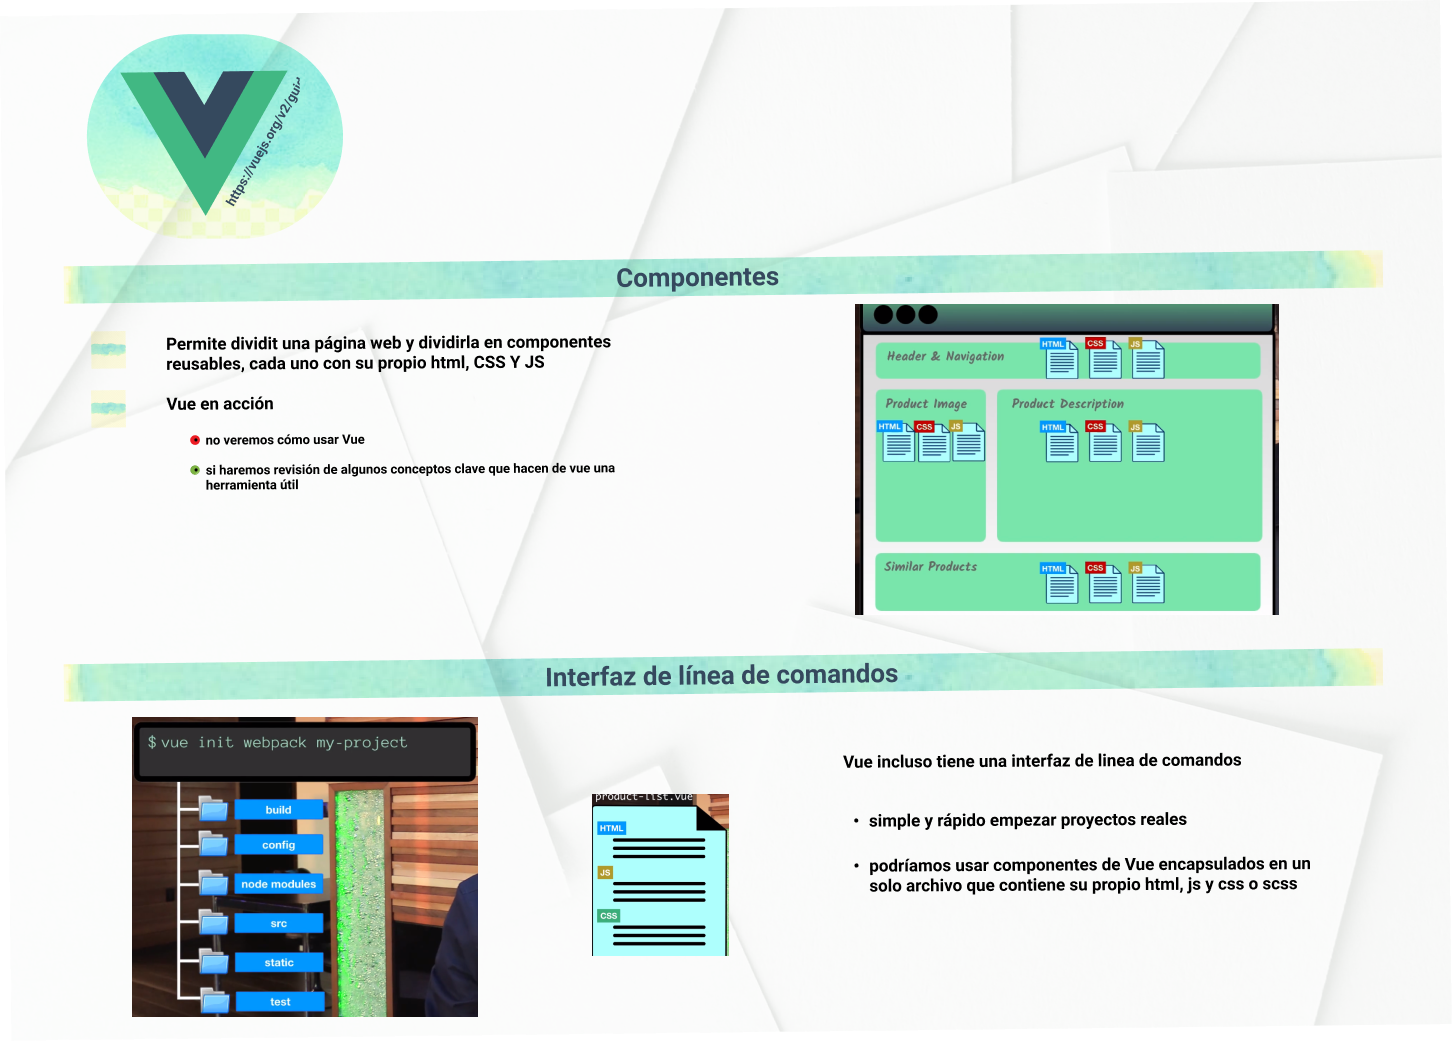 https://vuejs.org/v2/guid
Componentes
Permite dividit una página web y dividirla en componentes
reusables, cada uno con su propio html, CSS Y JS
Vue en acción
no veremos cómo usar Vue
si haremos revisión de algunos conceptos clave que hacen de vue una
herramienta útil
Header & Navigation
HTML CSS JS
Product Image
HTML CSS JS
Product Description
HTML CSS JS
Similar Products
HTML CSS JS
Interfaz de línea de comandos
$ vue init webpack my-project
build
config
node modules
src
static
test
product-list.vue
HTML
JS
CSS
Vue incluso tiene una interfaz de linea de comandos
• simple y rápido empezar proyectos reales
• podríamos usar componentes de Vue encapsulados en un
solo archivo que contiene su propio html, js y css o scss